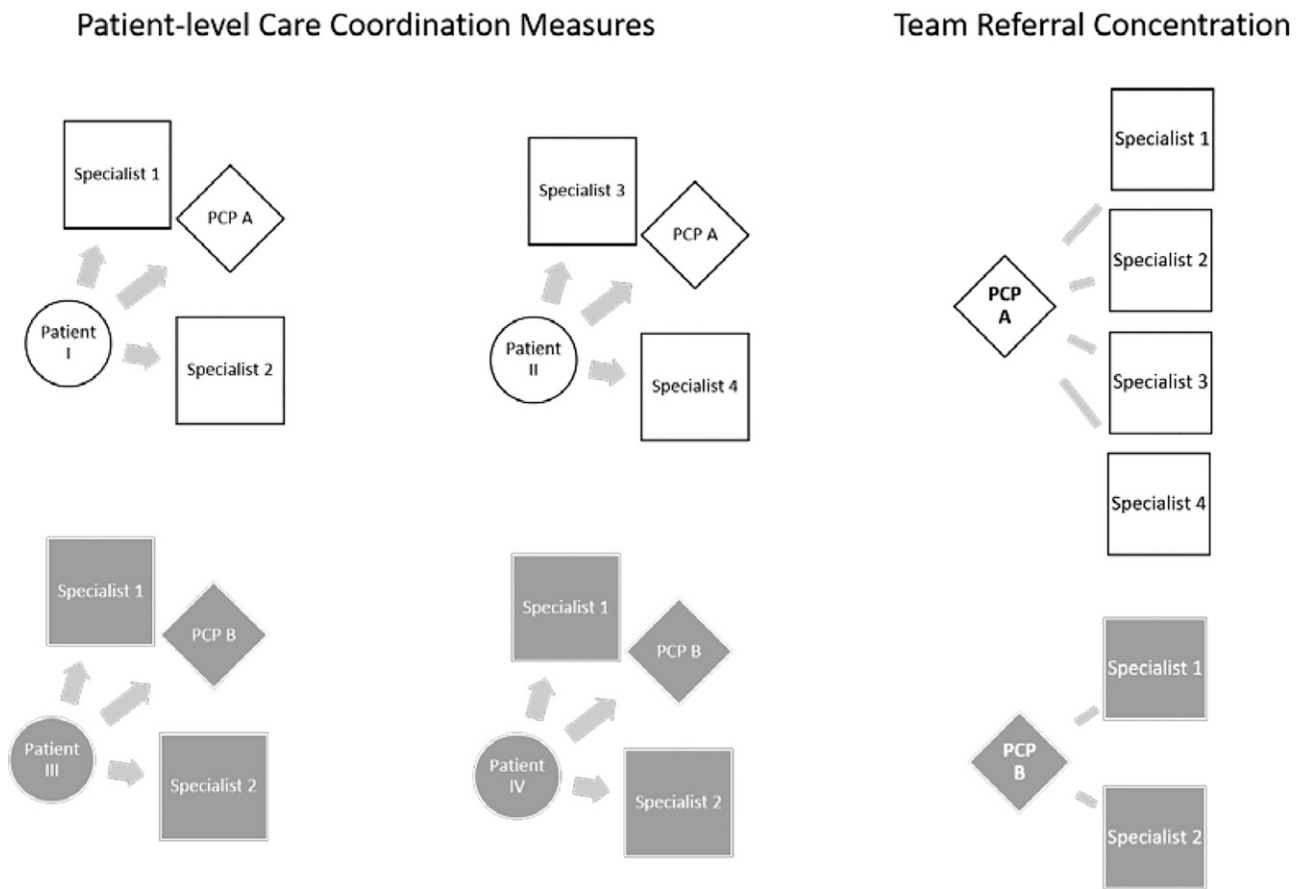 Patient-level Care Coordination Measures
Team Referral Concentration
Specialist 1
PCP A
Patient
I
Specialist 2
Specialist 3
PCP A
Patient
II
Specialist 4
Specialist 1
Specialist 2
PCP
A
Specialist 3
Specialist 4
Specialist 1
PCP B
Patient
III
Specialist 2
Specialist 1
PCP B
Patient
IV
Specialist 2
Specialist 1
PCP
B
Specialist 2